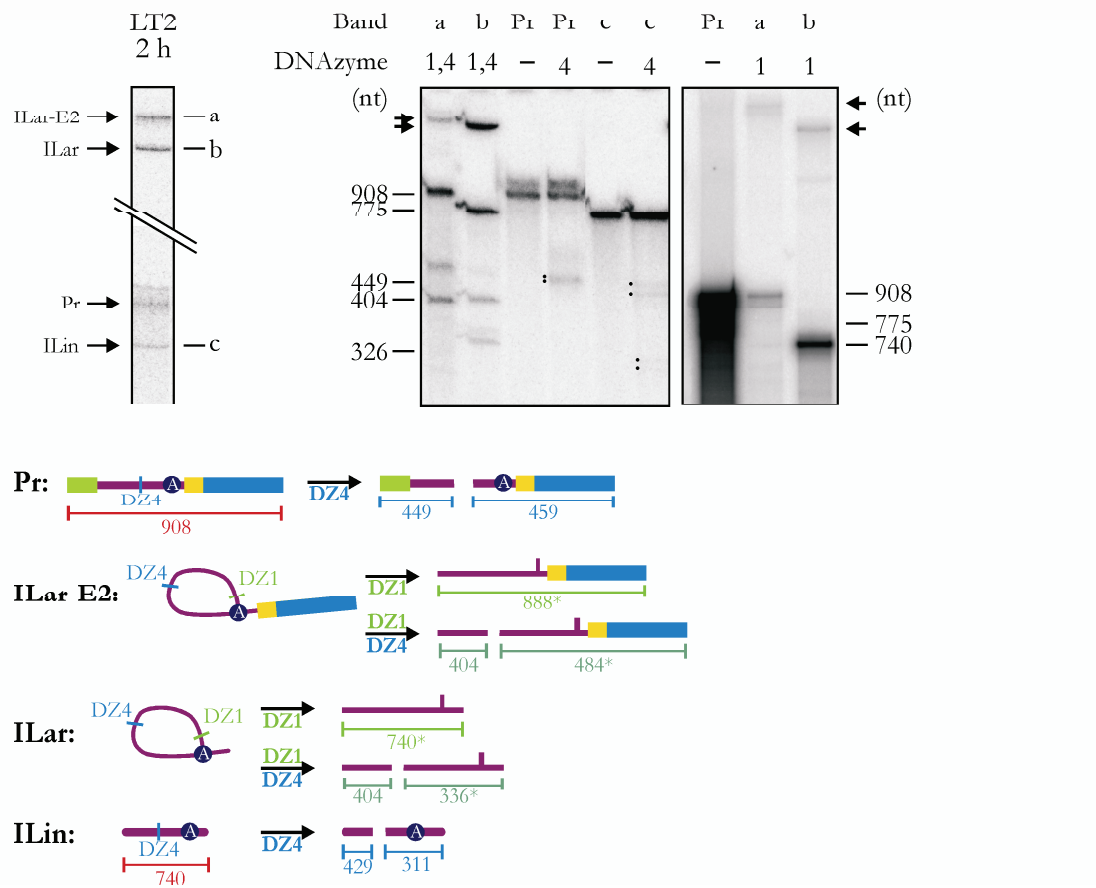 LT2
2 h
ILar-E2
a
ILar
b
Pr
ILin
c
Band a b Pr Pr c c
DNAzyme 1,4 1,4 – 4 – 4
(nt)
908
775
449
404
326
Pr a b
– 1 1
(nt)
908
775
740
Pr:
DZ4
A
908
DZ4
A
449
459
ILar E2:
DZ4
DZ1
A
DZ1
888*
DZ1
DZ4
404
484*
ILar:
DZ4
DZ1
A
DZ1
740*
DZ1
DZ4
404
336*
ILin:
A
DZ4
740
DZ4
A
429
311